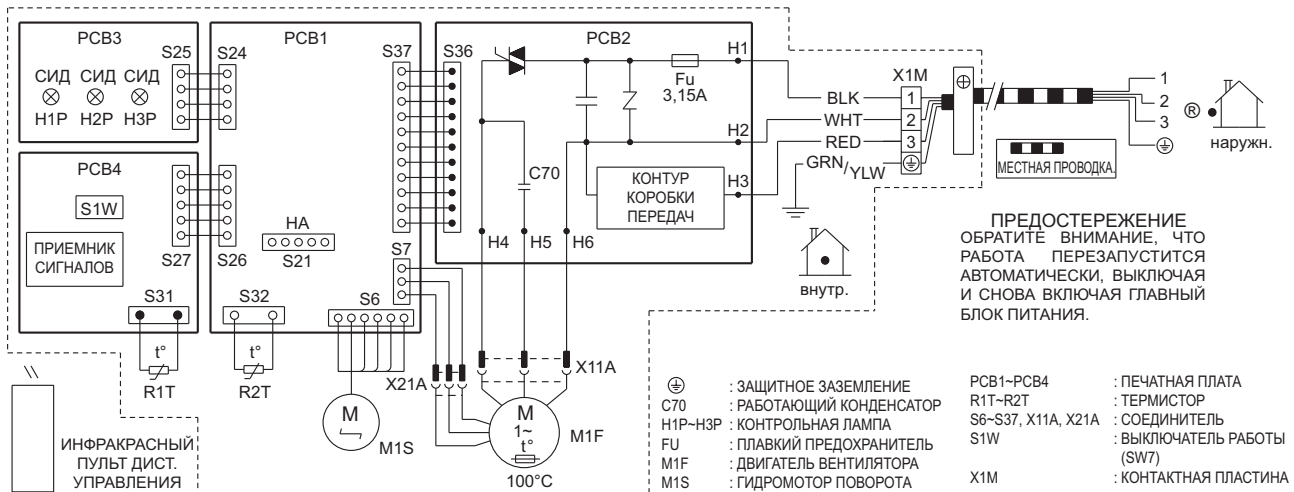 PCB3
СИД СИД СИД
H1P H2P H3P
S25
S24
PCB1
S37
S36
PCB2
H1
Fu
3,15A
H2
C70
КОНТУР
КОРОБКИ
ПЕРЕДАЧ
H3
H4
H5
H6
PCB4
S1W
ПРИЕМНИК
СИГНАЛОВ
S27
S26
HA
S21
S7
S31
S32
S6
t°
R1T
t°
R2T
X21A
X11A
M
M1S
M
1~
t°
100°C
M1F
ИНФРАКРАСНЫЙ
ПУЛЬТ ДИСТ.
УПРАВЛЕНИЯ
X1M
BLK
1
WHT
2
RED
3
GRN/YLW
1
2
3
®
наружн.
МЕСТНАЯ ПРОВОДКА.
внутр.
ПРЕДОСТЕРЕЖЕНИЕ
ОБРАТИТЕ ВНИМАНИЕ, ЧТО
РАБОТА ПЕРЕЗАПУСТИТСЯ
АВТОМАТИЧЕСКИ, ВЫКЛЮЧАЯ
И СНОВА ВКЛЮЧАЯ ГЛАВНЫЙ
БЛОК ПИТАНИЯ.
: ЗАЩИТНОЕ ЗАЗЕМЛЕНИЕ
C70 : РАБОТАЮЩИЙ КОНДЕНСАТОР
H1P~H3P : КОНТРОЛЬНАЯ ЛАМПА
FU : ПЛАВКИЙ ПРЕДОХРАНИТЕЛЬ
M1F : ДВИГАТЕЛЬ ВЕНТИЛЯТОРА
M1S : ГИДРОМОТОР ПОВОРОТА
PCB1~PCB4 : ПЕЧАТНАЯ ПЛАТА
R1T~R2T : ТЕРМИСТОР
S6~S37, X11A, X21A : СОЕДИНИТЕЛЬ
S1W : ВЫКЛЮЧАТЕЛЬ РАБОТЫ
(SW7)
X1M : КОНТАКТНАЯ ПЛАСТИНА